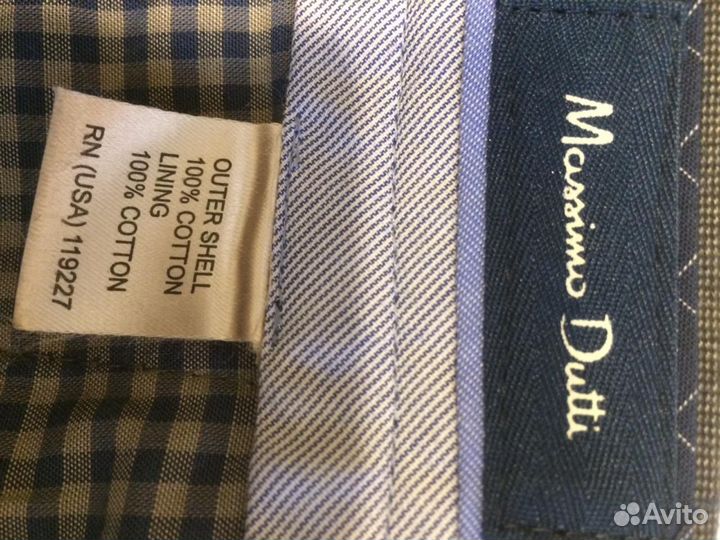 OUTER SHELL
100% COTTON
LINING
100% COTTON
RN (USA) 119227
Massimo Dutti
Avito